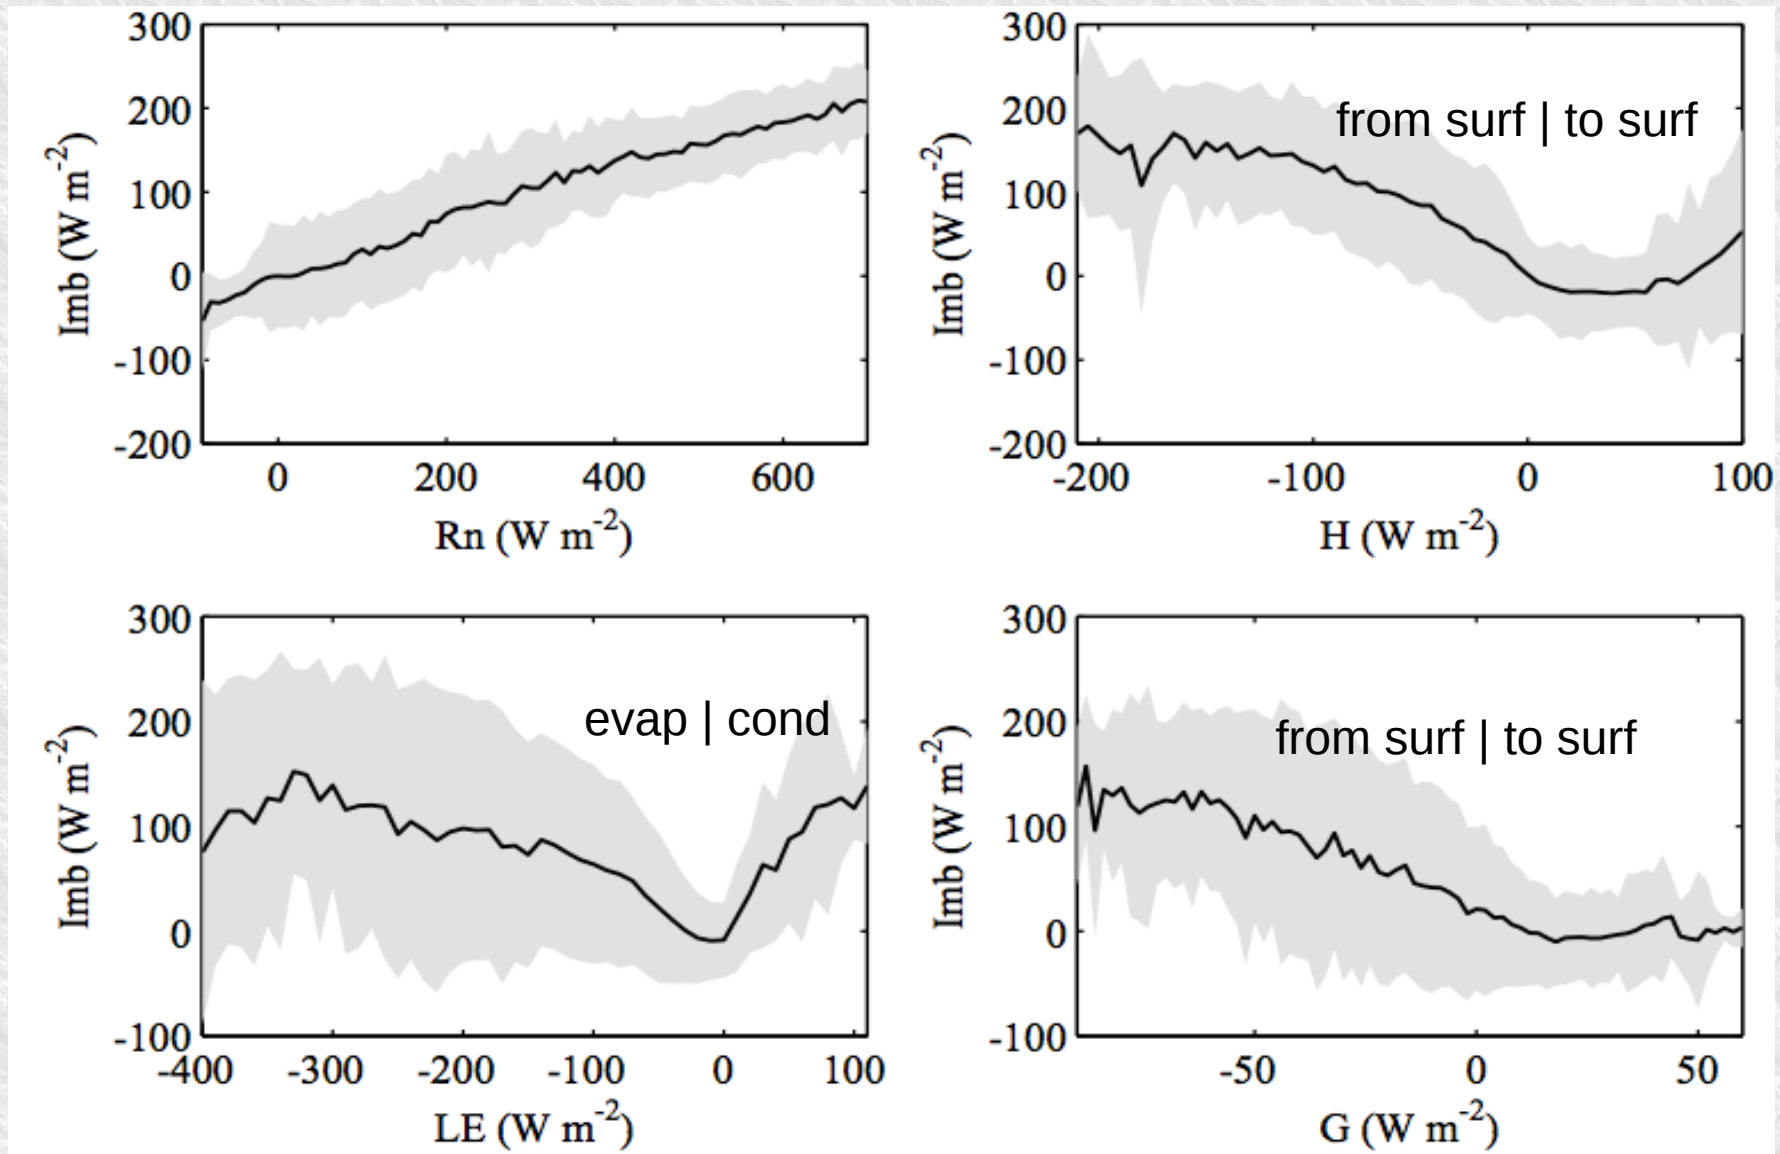 300
200
100
0
-100
-200
Imb (W m-2)
0 200 400 600
Rn (W m-2)
300
200
100
0
-100
-200
Imb (W m-2)
from surf | to surf
-200 -100 0 100
H (W m-2)
300
200
100
0
-100
Imb (W m-2)
evap | cond
-400 -300 -200 -100 0 100
LE (W m-2)
300
200
100
0
-100
Imb (W m-2)
from surf | to surf
-50 0 50
G (W m-2)